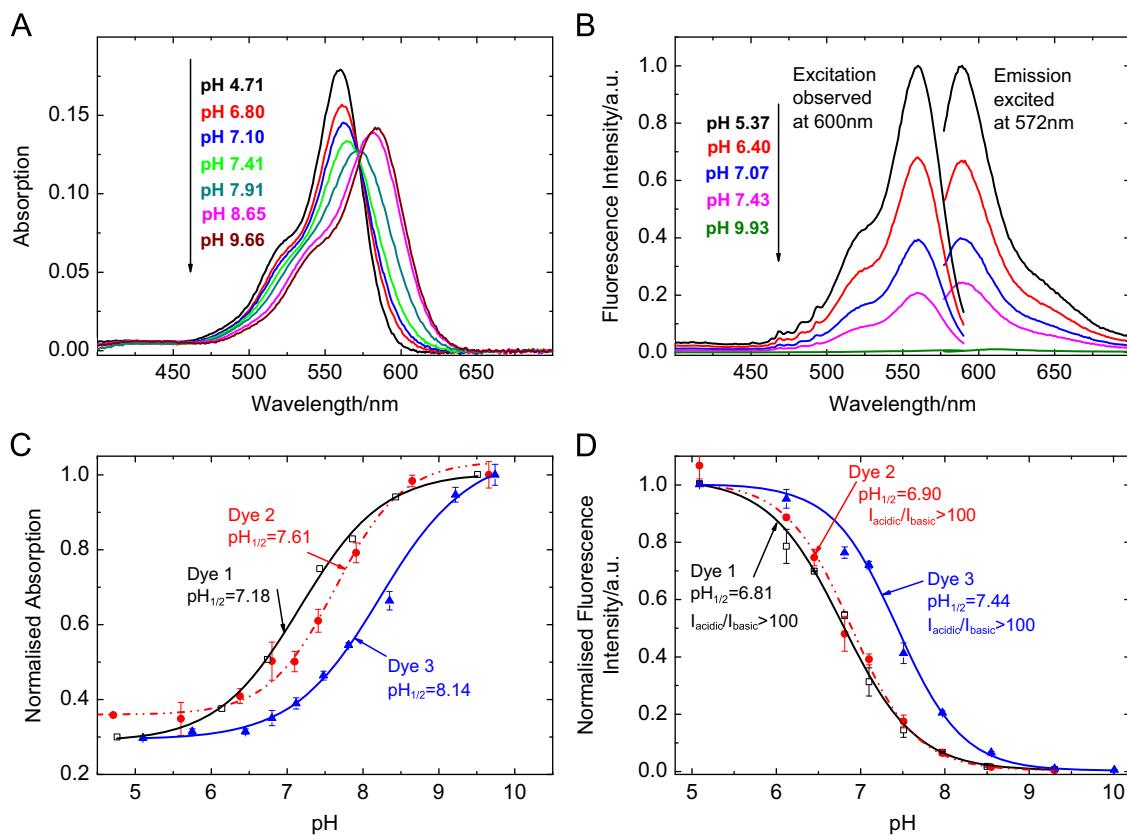 A
pH 4.71
pH 6.80
pH 7.10
pH 7.41
pH 7.91
pH 8.65
pH 9.66
Absorption
0.15
0.10
0.05
0.00
450
500
550
600
650
Wavelength/nm
B
Excitation
observed
at 600nm
Emission
excited
at 572nm
pH 5.37
pH 6.40
pH 7.07
pH 7.43
pH 9.93
Fluorescence Intensity/a.u.
1.0
0.8
0.6
0.4
0.2
0.0
450
500
550
600
650
Wavelength/nm
C
Dye 2
pH1/2=7.61
Dye 1
pH1/2=7.18
Dye 3
pH1/2=8.14
Normalised Absorption
1.0
0.8
0.6
0.4
0.2
5
6
7
8
9
10
pH
D
Dye 2
pH1/2=6.90
Iacidic/Ibasic>100
Dye 1
pH1/2=6.81
Iacidic/Ibasic>100
Dye 3
pH1/2=7.44
Iacidic/Ibasic>100
Normalised Fluorescence
Intensity/a.u.
1.0
0.8
0.6
0.4
0.2
0.0
5
6
7
8
9
10
pH